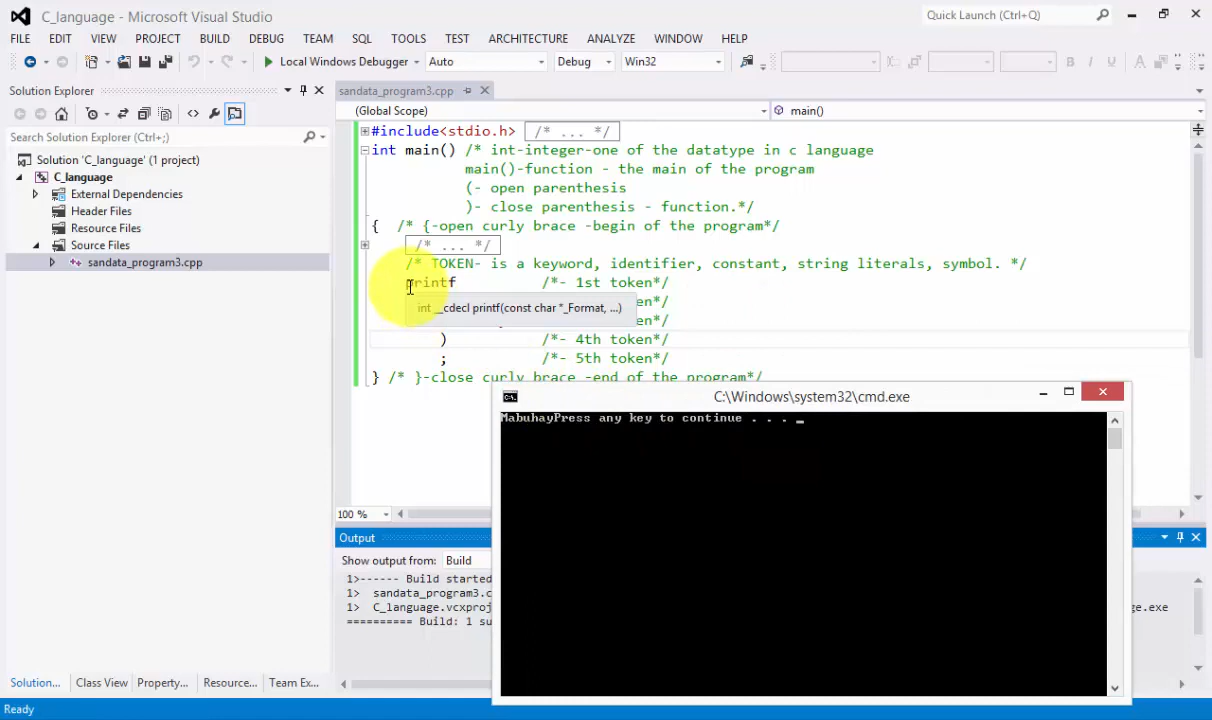 C_language - Microsoft Visual Studio
Quick Launch (Ctrl+Q)
FILE EDIT VIEW PROJECT BUILD DEBUG TEAM SQL TOOLS TEST ARCHITECTURE ANALYZE WINDOW HELP
Local Windows Debugger Auto Debug Win32
Solution Explorer
Search Solution Explorer (Ctrl+;)
Solution 'C_language' (1 project)
C_language
External Dependencies
Header Files
Resource Files
Source Files
sandata_program3.cpp
sandata_program3.cpp
(Global Scope) main()
#include<stdio.h> /* ... */
int main() /* int-integer-one of the datatype in c language
main()-function - the main of the program
(- open parenthesis
)- close parenthesis - function.*/
{ /* {-open curly brace -begin of the program*/
/* ... */
/* TOKEN- is a keyword, identifier, constant, string literals, symbol. */
printf /*- 1st token*/
en*/
int __cdecl printf(const char *_Format, ...)
en*/
) /*- 4th token*/
; /*- 5th token*/
} /* }-close curly brace -end of the program*/
C:\Windows\system32\cmd.exe
MabuhayPress any key to continue . . . _
100 %
Output
Show output from: Build
1>------ Build started
1> sandata_program3.c
1> C_language.vcxproj ge.exe
========== Build: 1 su
Solution... Class View Property... Resource... Team Ex...
Ready